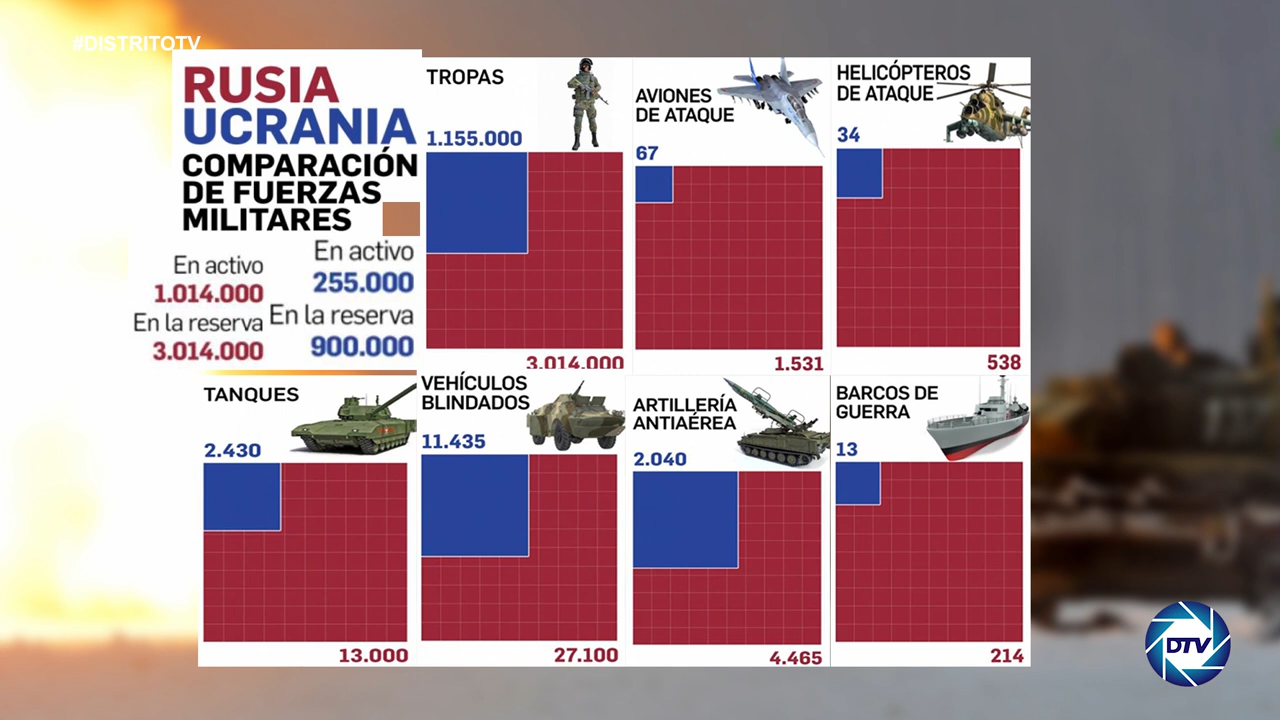 #DISTRITOTV
RUSIA
UCRANIA
COMPARACIÓN
DE FUERZAS
MILITARES
En activo
1.014.000
En la reserva
3.014.000
En activo
255.000
En la reserva
900.000
TROPAS
1.155.000
3.014.000
AVIONES
DE ATAQUE
67
1.531
HELICÓPTEROS
DE ATAQUE
34
538
TANQUES
2.430
13.000
VEHÍCULOS
BLINDADOS
11.435
27.100
ARTILLERÍA
ANTIAÉREA
2.040
4.465
BARCOS DE
GUERRA
13
214
DTV